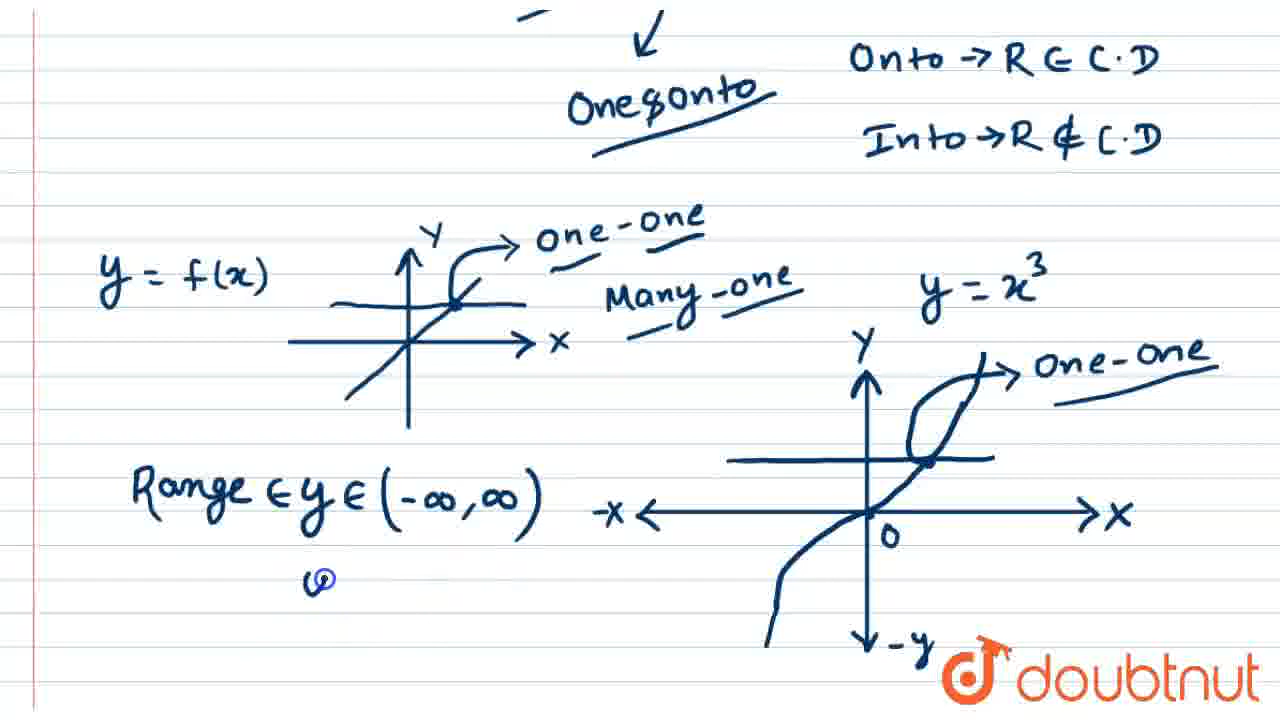 One & onto
Onto → R ∈ C.D
Into → R ∉ C.D
y = f(x)
Y
X
One - one
Many - one
y = x³
Y
One - One
-X
X
0
-y
Range ∈ y ∈ (-∞, ∞)
doubtnut